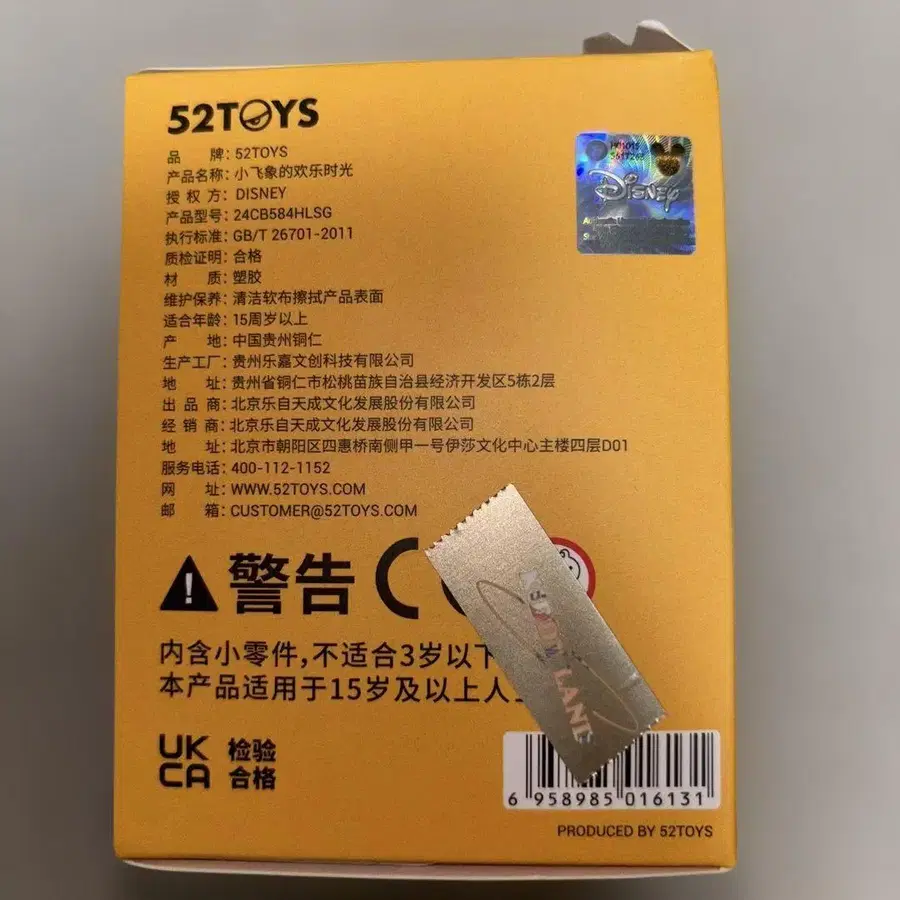 52TOYS
品 牌: 52TOYS
产品名称: 小飞象的欢乐时光
授 权 方: DISNEY
产品型号: 24CB584HLSG
执行标准: GB/T 26701-2011
质检证明: 合格
材 质: 塑胶
维护保养: 清洁软布擦拭产品表面
适合年龄: 15周岁以上
产 地: 中国贵州铜仁
生产工厂: 贵州乐嘉文创科技有限公司
地 址: 贵州省铜仁市松桃苗族自治县经济开发区5栋2层
出 品 商: 北京乐自天成文化发展股份有限公司
经 销 商: 北京乐自天成文化发展股份有限公司
地 址: 北京市朝阳区四惠桥南侧甲一号伊莎文化中心主楼四层D01
服务电话: 400-112-1152
网 址: WWW.52TOYS.COM
邮 箱: CUSTOMER@52TOYS.COM
Disney
警告
内含小零件,不适合3岁以下
本产品适用于15岁及以上人
LAND
UK
CA
检验
合格
6 958985 016131
PRODUCED BY 52TOYS